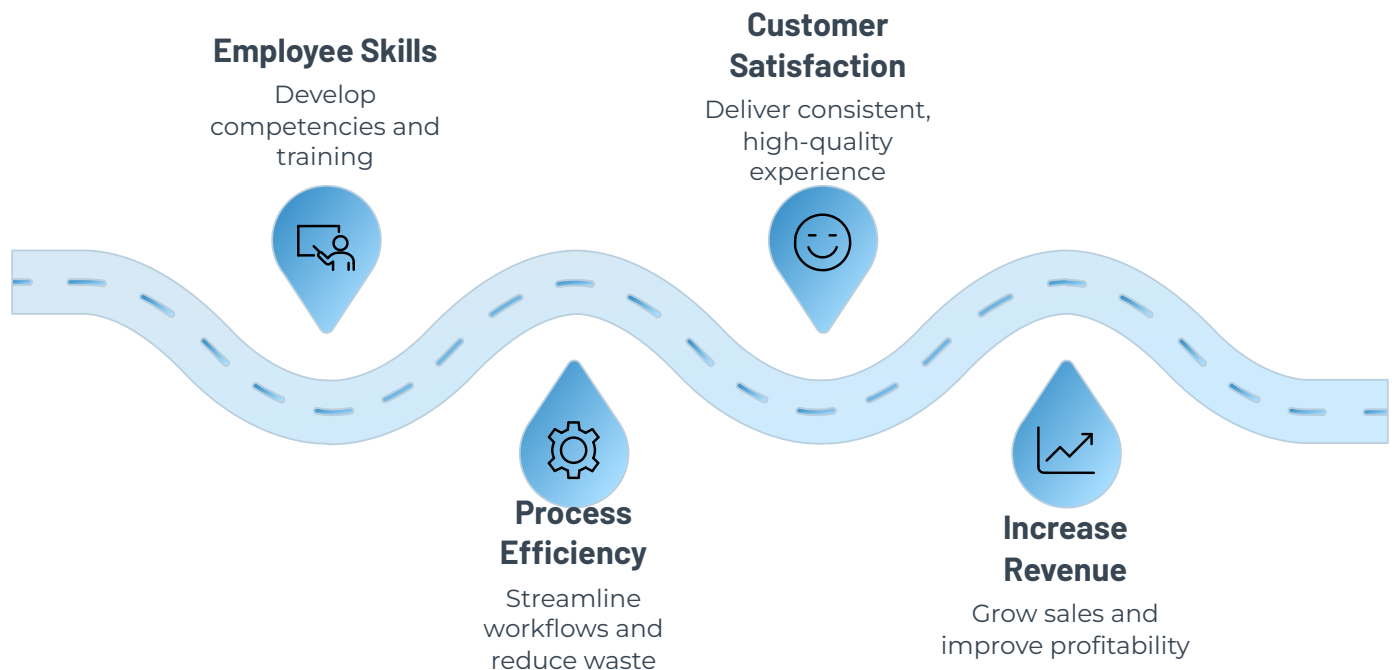 Employee Skills
Develop
competencies and
training
Process
Efficiency
Streamline
workflows and
reduce waste
Customer
Satisfaction
Deliver consistent,
high-quality
experience
Increase
Revenue
Grow sales and
improve profitability